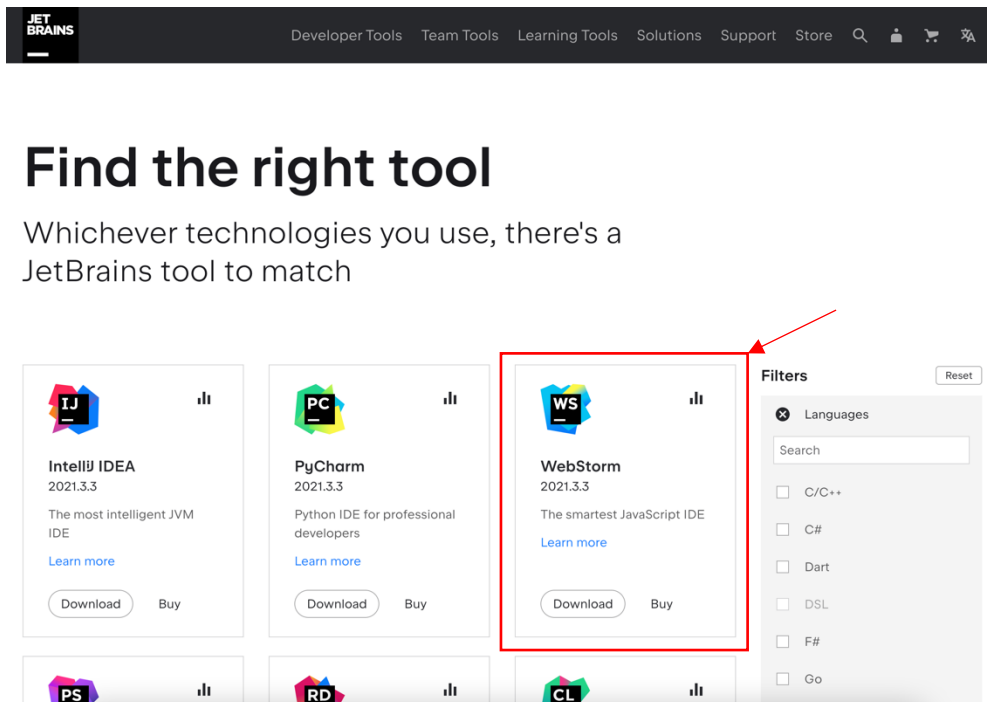 JET
BRAINS
Developer Tools Team Tools Learning Tools Solutions Support Store
Find the right tool
Whichever technologies you use, there's a
JetBrains tool to match
IJ
IntelliJ IDEA
2021.3.3
The most intelligent JVM
IDE
Learn more
Download Buy
PC
PyCharm
2021.3.3
Python IDE for professional
developers
Learn more
Download Buy
WS
WebStorm
2021.3.3
The smartest JavaScript IDE
Learn more
Download Buy
Filters Reset
Languages
Search
C/C++
C#
Dart
DSL
F#
Go
PS
RD
CL